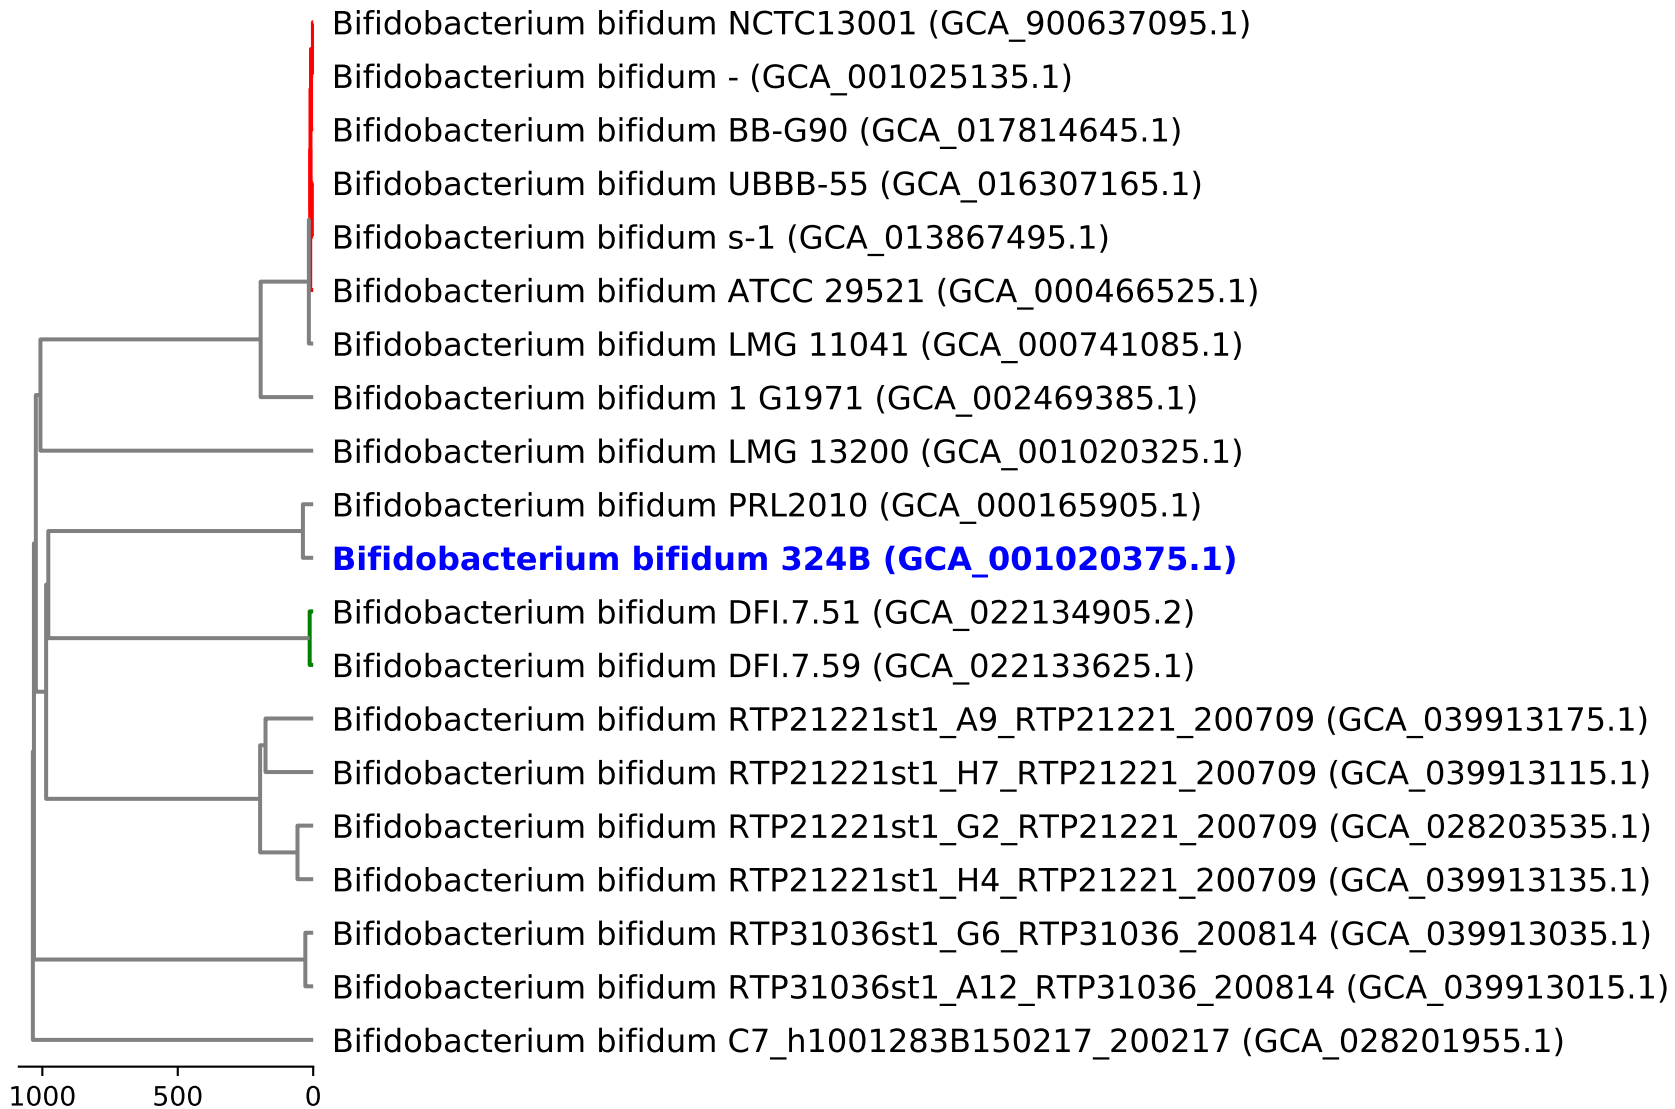 Bifidobacterium bifidum NCTC13001 (GCA_900637095.1)
Bifidobacterium bifidum - (GCA_001025135.1)
Bifidobacterium bifidum BB-G90 (GCA_017814645.1)
Bifidobacterium bifidum UBBB-55 (GCA_016307165.1)
Bifidobacterium bifidum s-1 (GCA_013867495.1)
Bifidobacterium bifidum ATCC 29521 (GCA_000466525.1)
Bifidobacterium bifidum LMG 11041 (GCA_000741085.1)
Bifidobacterium bifidum 1 G1971 (GCA_002469385.1)
Bifidobacterium bifidum LMG 13200 (GCA_001020325.1)
Bifidobacterium bifidum PRL2010 (GCA_000165905.1)
Bifidobacterium bifidum 324B (GCA_001020375.1)
Bifidobacterium bifidum DFI.7.51 (GCA_022134905.2)
Bifidobacterium bifidum DFI.7.59 (GCA_022133625.1)
Bifidobacterium bifidum RTP21221st1_A9_RTP21221_200709 (GCA_039913175.1)
Bifidobacterium bifidum RTP21221st1_H7_RTP21221_200709 (GCA_039913115.1)
Bifidobacterium bifidum RTP21221st1_G2_RTP21221_200709 (GCA_028203535.1)
Bifidobacterium bifidum RTP21221st1_H4_RTP21221_200709 (GCA_039913135.1)
Bifidobacterium bifidum RTP31036st1_G6_RTP31036_200814 (GCA_039913035.1)
Bifidobacterium bifidum RTP31036st1_A12_RTP31036_200814 (GCA_039913015.1)
Bifidobacterium bifidum C7_h1001283B150217_200217 (GCA_028201955.1)
1000 500 0